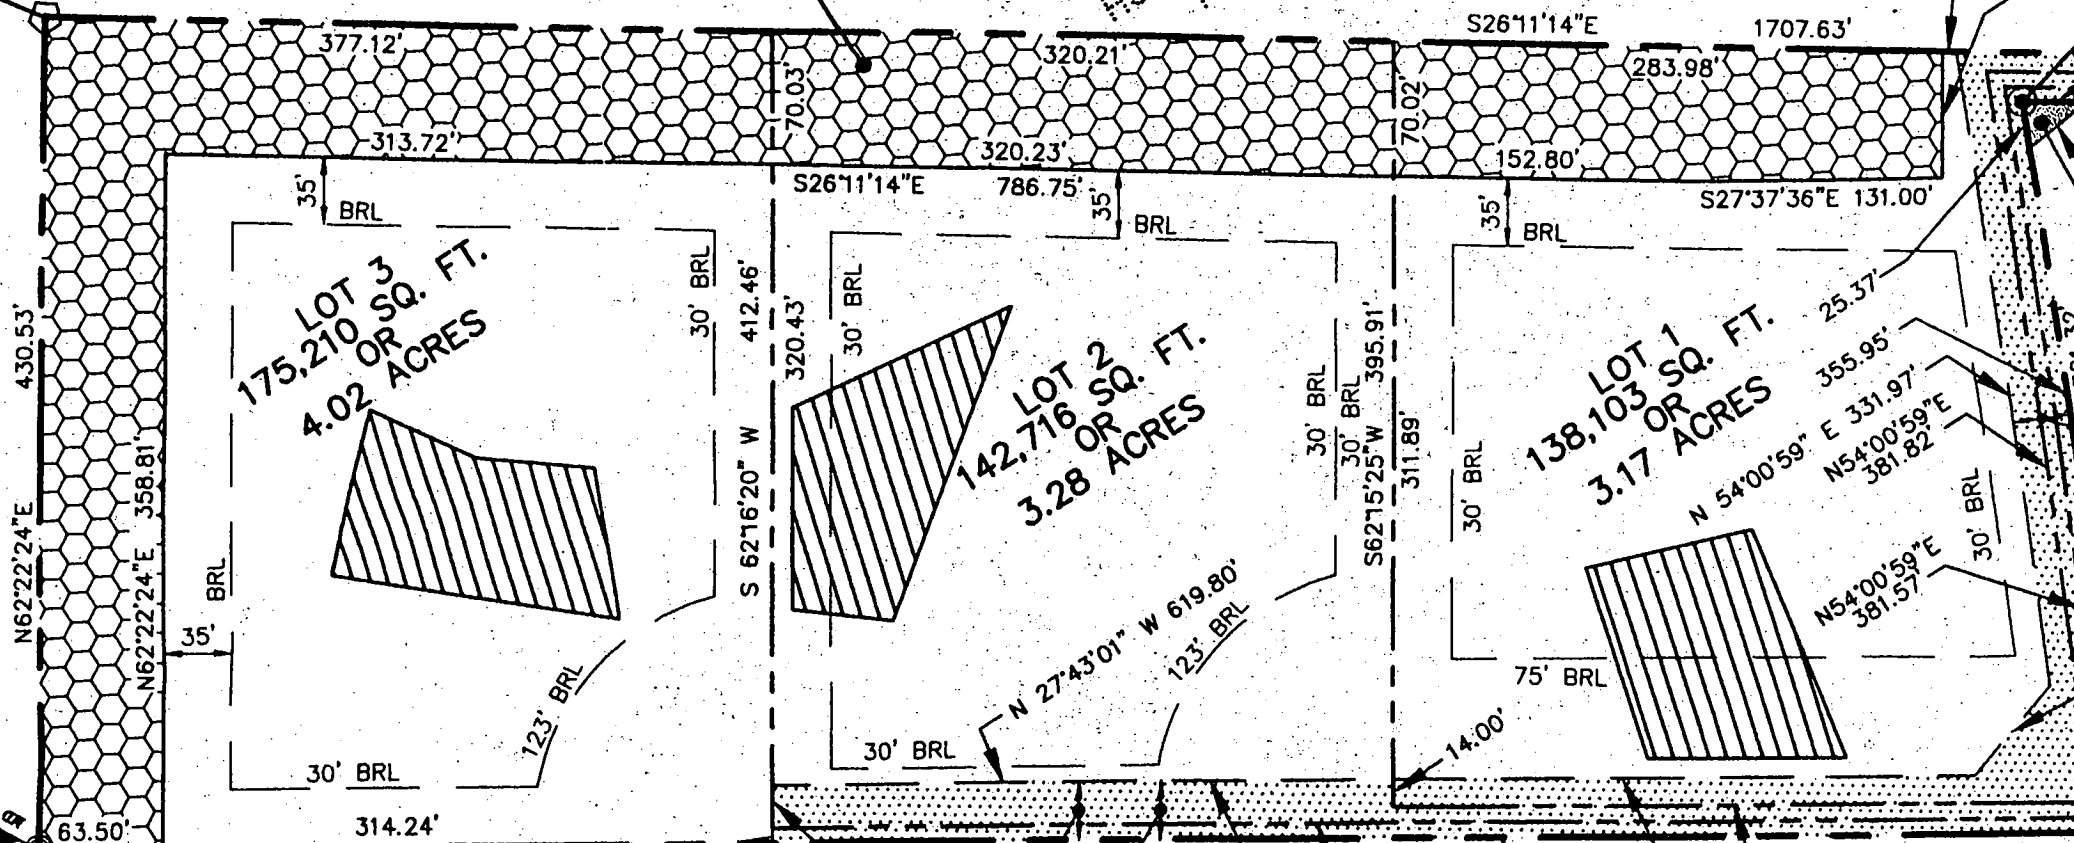 S26°11'14"E 1707.63'
377.12'
320.21'
283.98'
70.03'
70.02'
313.72'
320.23'
152.80'
S26°11'14"E 786.75'
S27°37'36"E 131.00'
35'
BRL
35'
BRL
35'
BRL
LOT 3
175,210 SQ. FT.
OR
4.02 ACRES
30' BRL
412.46'
S 62°16'20" W
320.43'
30' BRL
LOT 2
142,716 SQ. FT.
OR
3.28 ACRES
30' BRL
30' BRL
S62°15'25"W 395.91'
311.89'
30' BRL
LOT 1
138,103 SQ. FT.
OR
3.17 ACRES
25.37'
355.95'
N 54°00'59" E 331.97'
N54°00'59"E
381.82'
N54°00'59"E
381.57'
30' BRL
430.53'
N62°22'24"E
N62°22'24"E 358.81'
BRL
35'
123' BRL
30' BRL
N 27°43'01" W 619.80'
123' BRL
30' BRL
75' BRL
14.00'
63.50'
314.24'